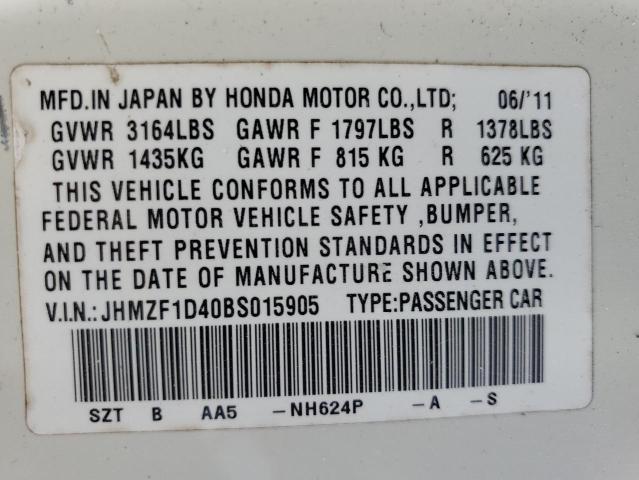 MFD.IN JAPAN BY HONDA MOTOR CO.,LTD; 06/'11
GVWR 3164LBS GAWR F 1797LBS R 1378LBS
GVWR 1435KG GAWR F 815 KG R 625 KG
THIS VEHICLE CONFORMS TO ALL APPLICABLE
FEDERAL MOTOR VEHICLE SAFETY ,BUMPER,
AND THEFT PREVENTION STANDARDS IN EFFECT
ON THE DATE OF MANUFACTURE SHOWN ABOVE.
V.I.N.:JHMZF1D40BS015905 TYPE:PASSENGER CAR
SZT B AA5 -NH624P -A -S